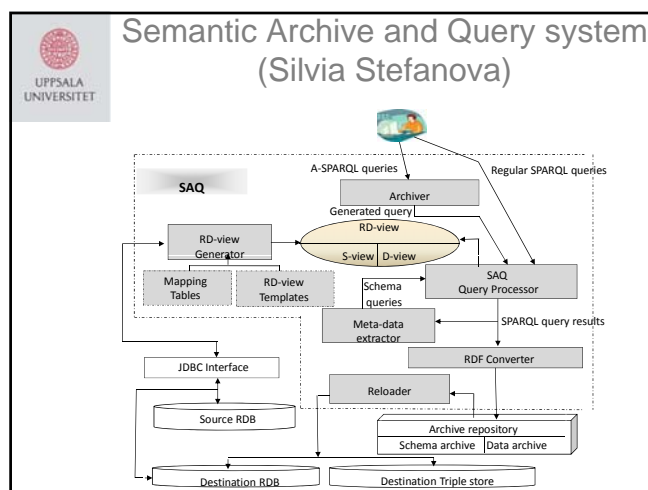 UPPSALA
UNIVERSITET
Semantic Archive and Query system
(Silvia Stefanova)
A-SPARQL queries
Regular SPARQL queries
SAQ
Archiver
Generated query
RD-view
S-view
D-view
RD-view
Generator
Mapping
Tables
RD-view
Templates
Schema
queries
SAQ
Query Processor
Meta-data
extractor
SPARQL query results
RDF Converter
JDBC Interface
Reloader
Source RDB
Archive repository
Schema archive
Data archive
Destination RDB
Destination Triple store